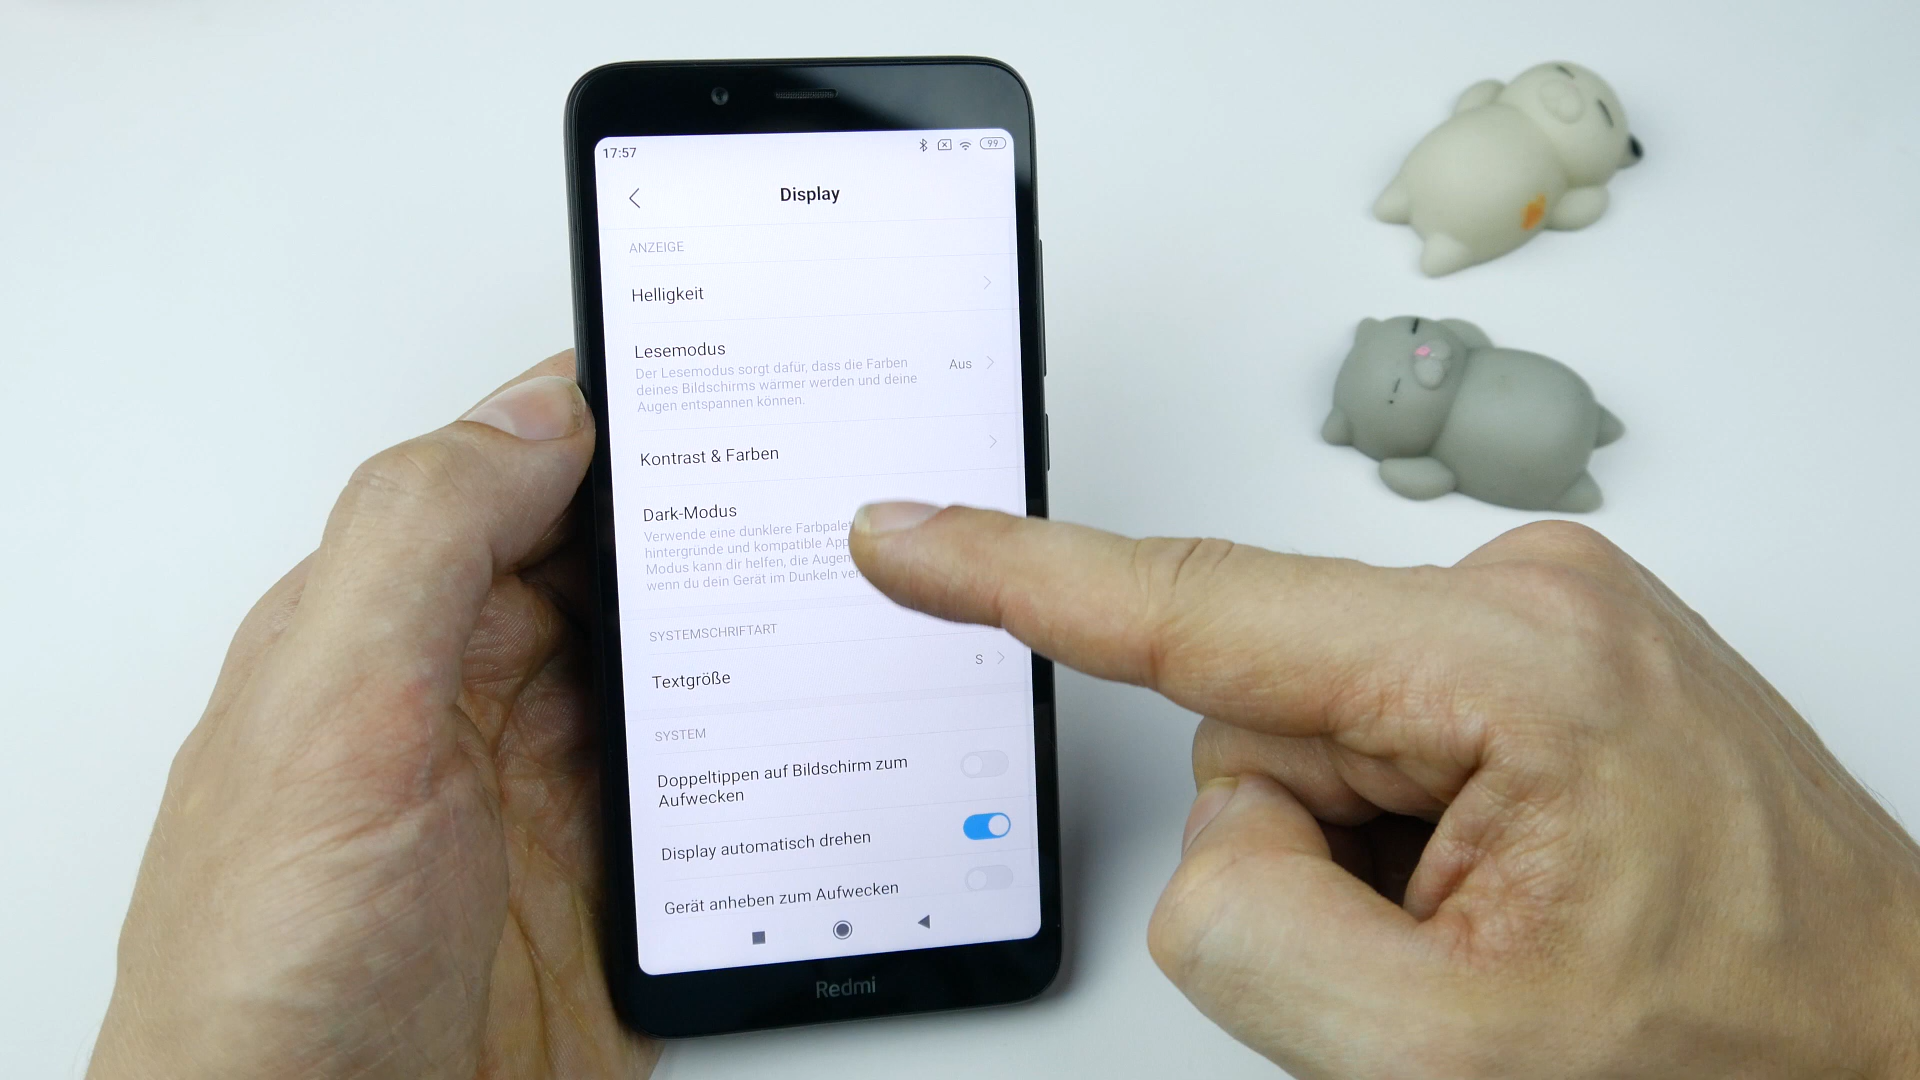 17:57
99
Display
ANZEIGE
Helligkeit
Lesemodus
Der Lesemodus sorgt dafür, dass die Farben
deines Bildschirms wärmer werden und deine
Augen entspannen können.
Aus
Kontrast & Farben
Dark-Modus
Verwende eine dunklere
hintergründe und kompatible
Modus kann dir helfen, die Augen
wenn du dein Gerät im Dunkeln
SYSTEMSCHRIFTART
Textgröße
S
SYSTEM
Doppeltippen auf Bildschirm zum
Aufwecken
Display automatisch drehen
Gerät anheben zum Aufwecken
Redmi